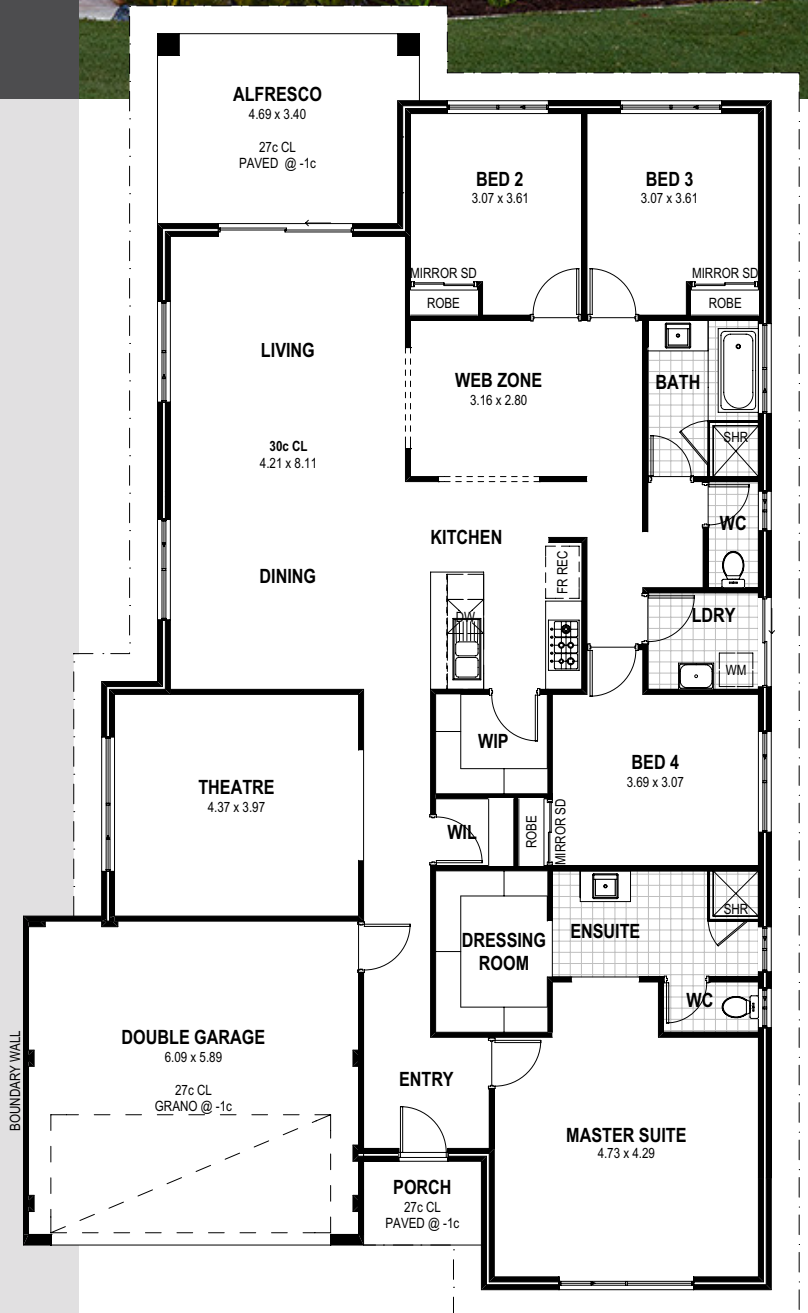 ALFRESCO
4.69 x 3.40
27c CL
PAVED @ -1c
BED 2
3.07 x 3.61
BED 3
3.07 x 3.61
MIRROR SD
ROBE
MIRROR SD
ROBE
LIVING
WEB ZONE
3.16 x 2.80
BATH
SHR
30c CL
4.21 x 8.11
WC
KITCHEN
DINING
FR REC
DW
LDRY
WM
WIP
BED 4
3.69 x 3.07
THEATRE
4.37 x 3.97
WIL
ROBE
MIRROR SD
SHR
ENSUITE
DRESSING
ROOM
WC
BOUNDARY WALL
DOUBLE GARAGE
6.09 x 5.89
27c CL
GRANO @ -1c
ENTRY
MASTER SUITE
4.73 x 4.29
PORCH
27c CL
PAVED @ -1c